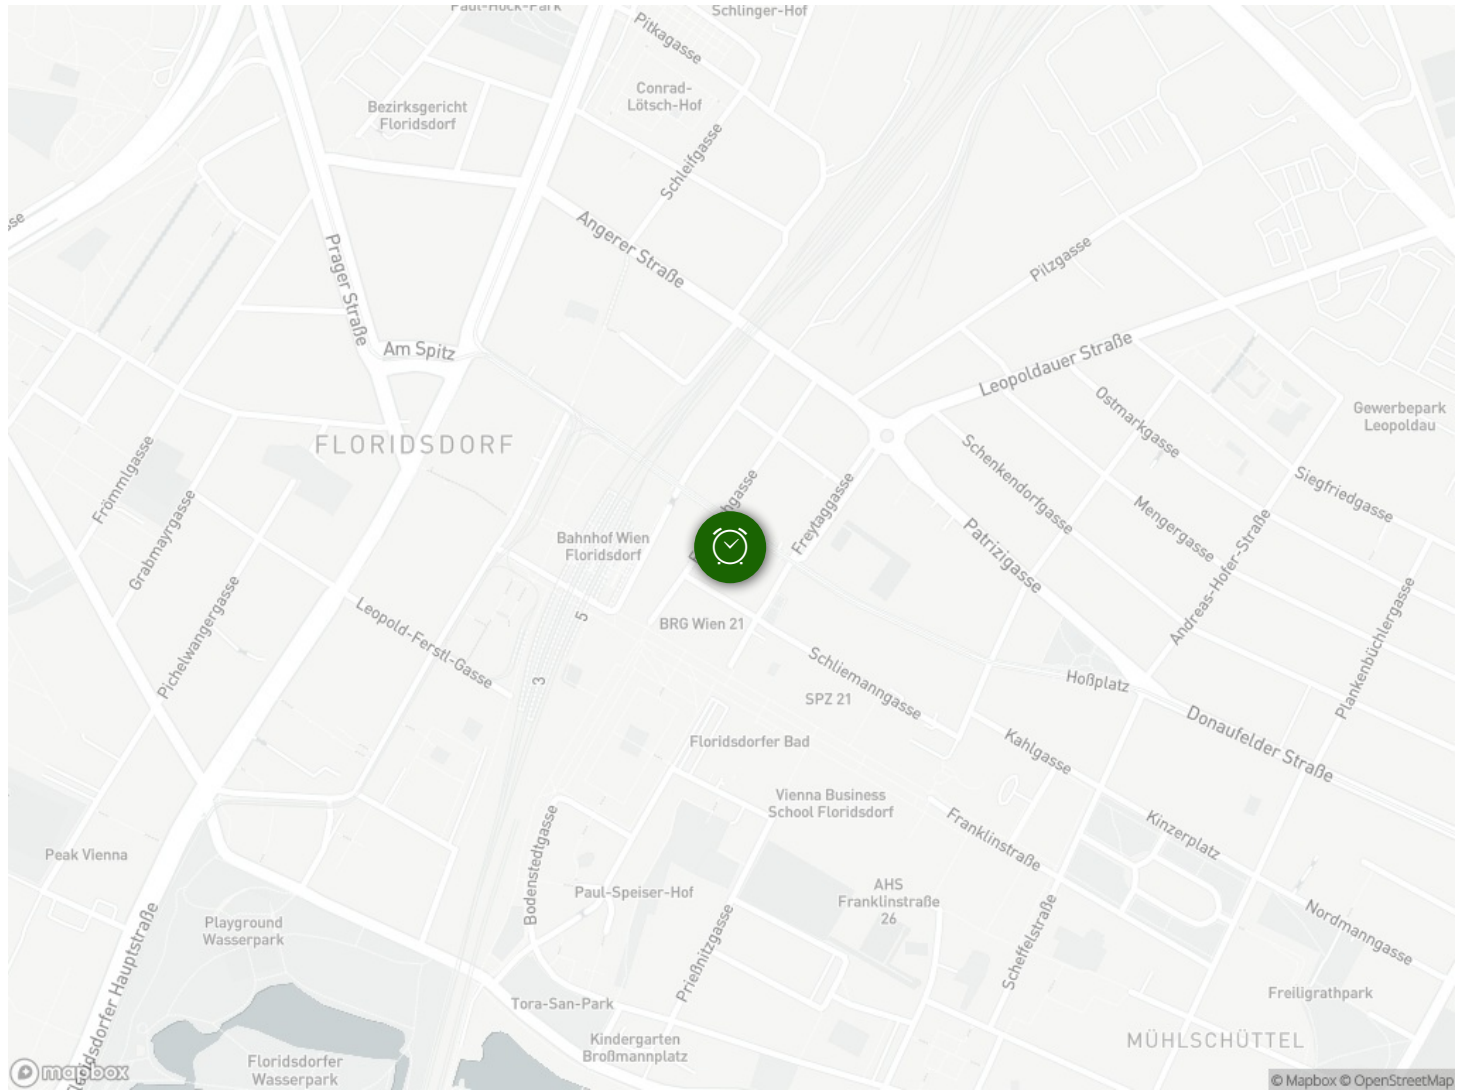 Paul-Hock-Park
Schlinger-Hof
Pitkagasse
Conrad-
Lötsch-Hof
Bezirksgericht
Floridsdorf
Schleifgasse
Angerer Straße
Prager Straße
Pilzgasse
Am Spitz
Leopoldauer Straße
Ostmarkgasse
Gewerbepark
Leopoldau
FLORIDSDORF
Frömmlgasse
Grabmayrgasse
Schenkendorfgasse
Siegfriedgasse
Mengergasse
Freytaggasse
Patrizigasse
Bahnhof Wien
Floridsdorf
Andreas-Hofer-Straße
Plankenbüchlergasse
Pichelwangergasse
Leopold-Ferstl-Gasse
5
BRG Wien 21
Schliemanngasse
3
SPZ 21
Hoßplatz
Donaufelder Straße
Floridsdorfer Bad
Kahlgasse
Vienna Business
School Floridsdorf
Franklinstraße
Kinzerplatz
Peak Vienna
Bodenstedtgasse
Paul-Speiser-Hof
AHS
Franklinstraße
26
Playground
Wasserpark
Prießnitzgasse
Scheffelstraße
Nordmanngasse
Tora-San-Park
Freiligrathpark
Kindergarten
Broßmannplatz
MÜHLSCHÜTTEL
Floridsdorfer
Wasserpark
Floridsdorfer Hauptstraße
mapbox
© Mapbox © OpenStreetMap